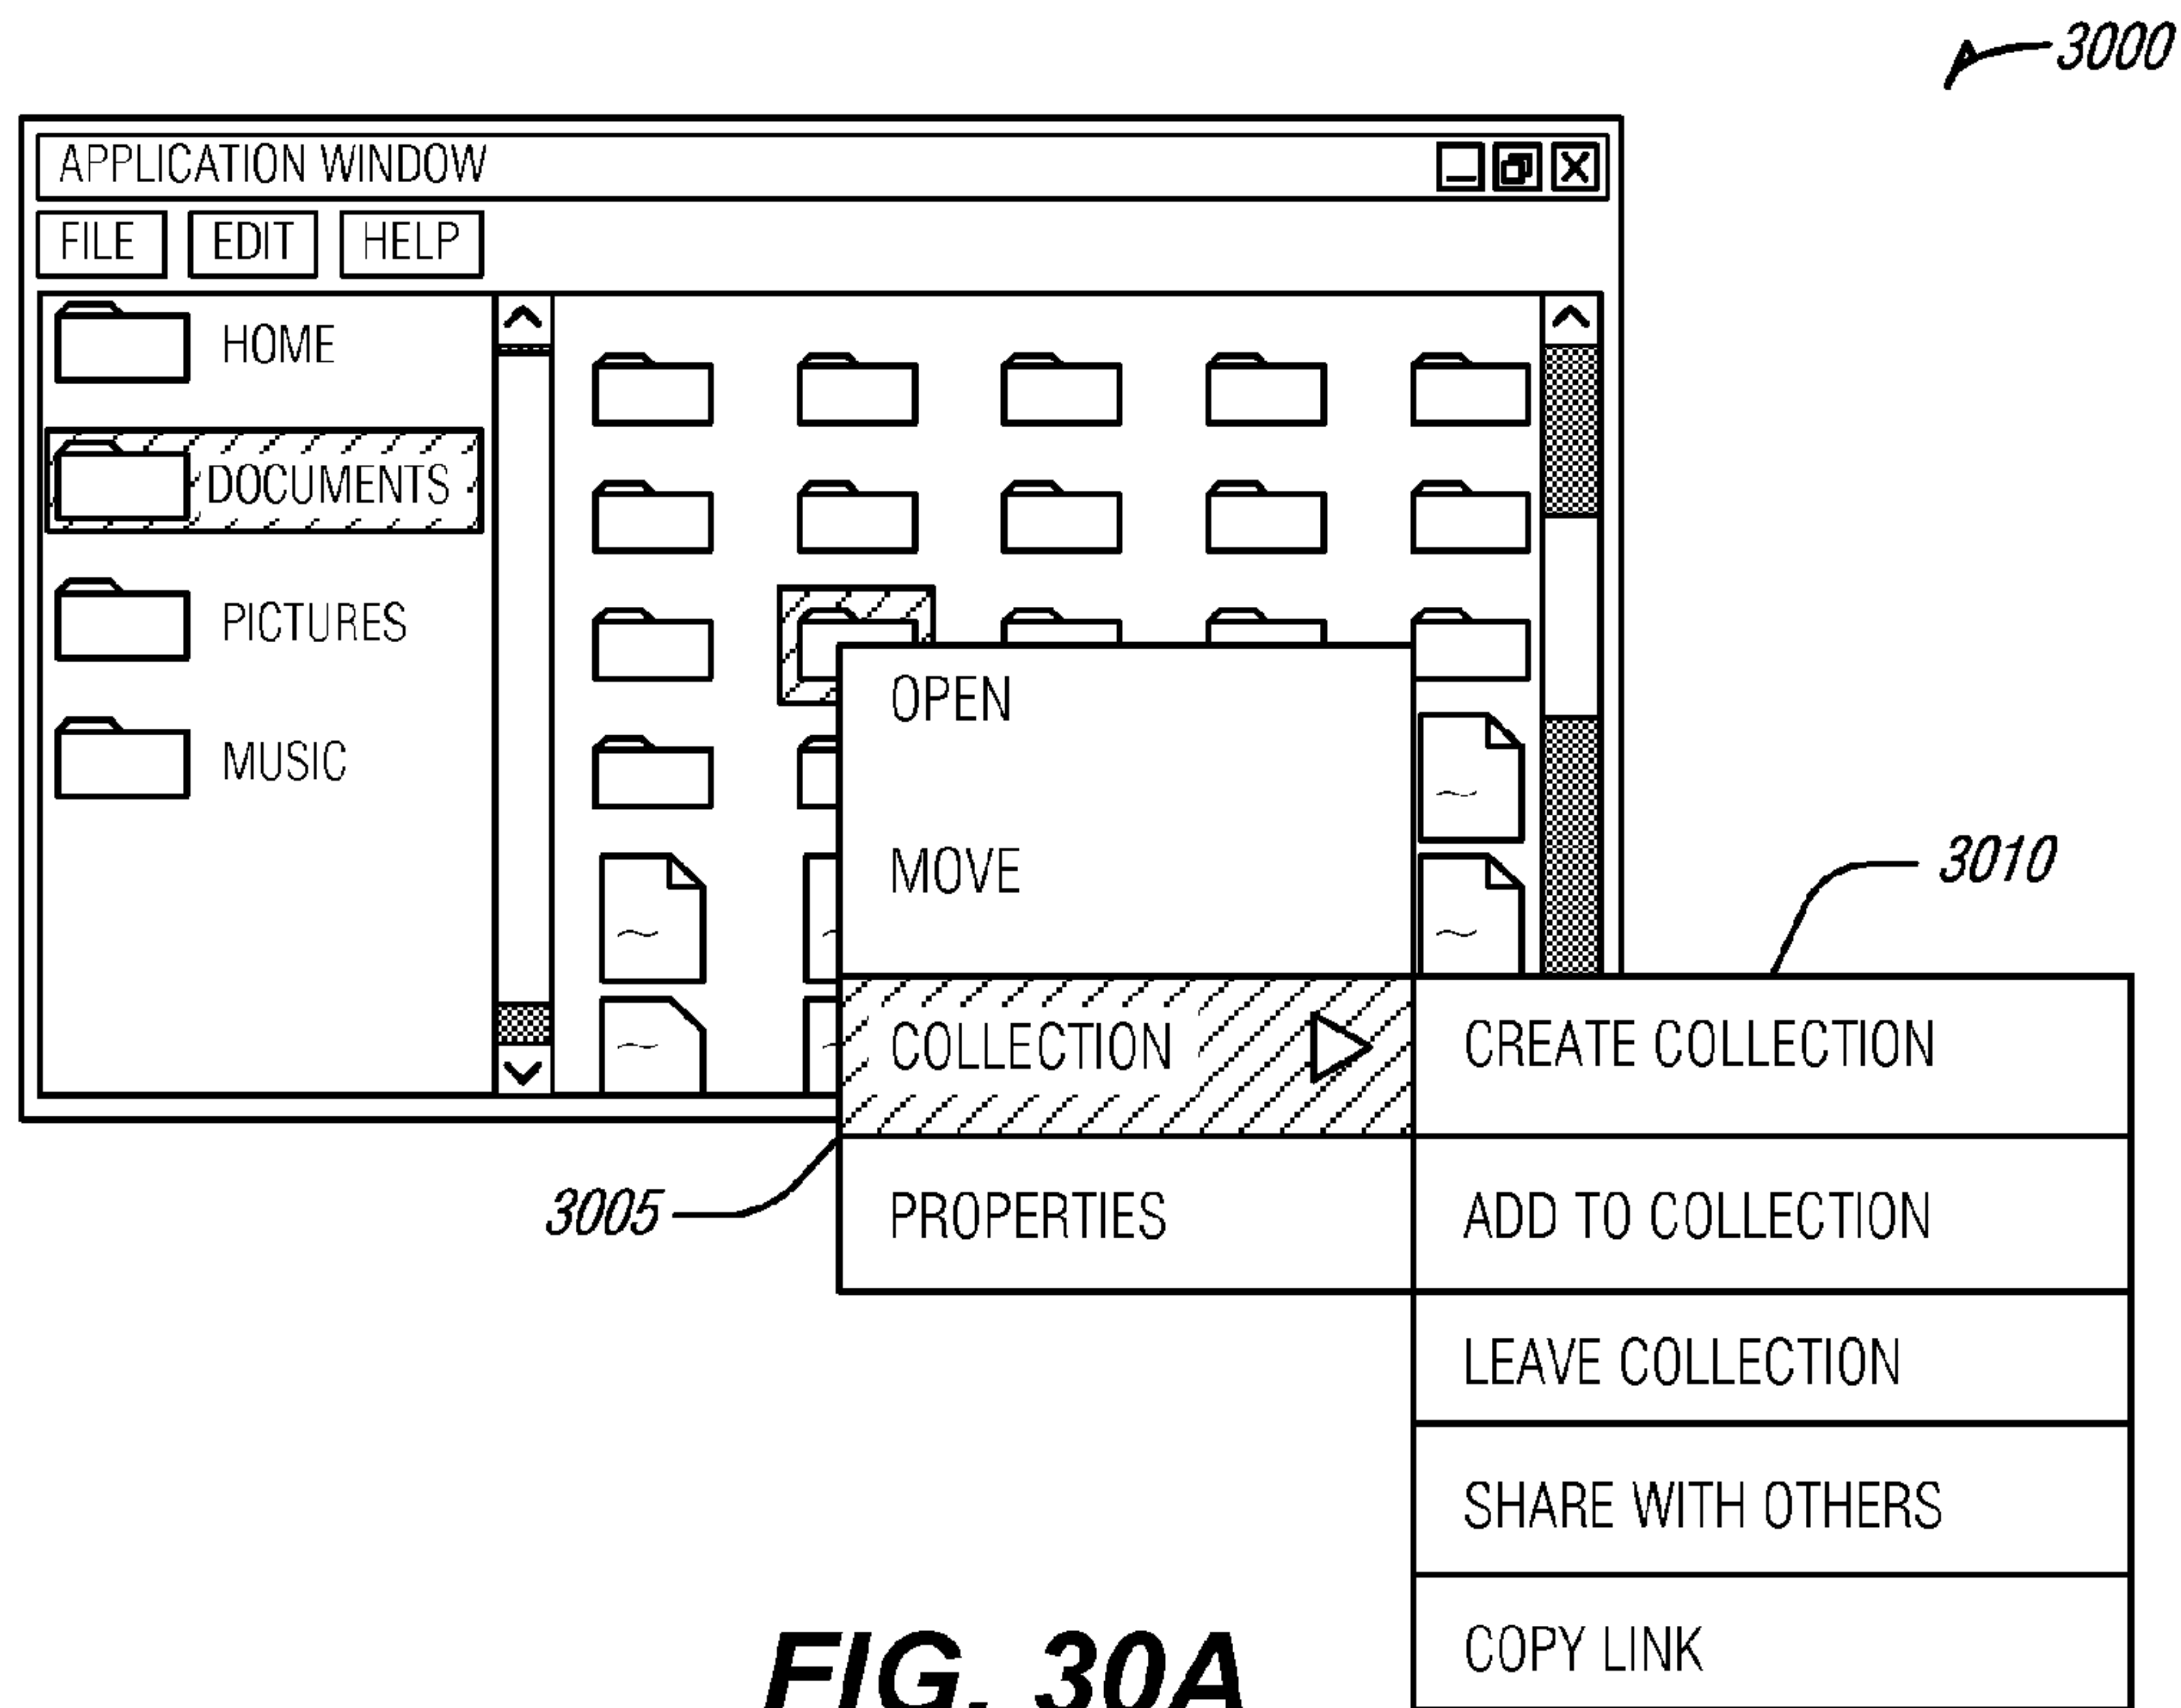 3000
APPLICATION WINDOW
FILE EDIT HELP
HOME
DOCUMENTS
PICTURES
MUSIC
OPEN
MOVE
3010
COLLECTION
CREATE COLLECTION
3005
PROPERTIES
ADD TO COLLECTION
LEAVE COLLECTION
SHARE WITH OTHERS
COPY LINK
FIG. 30A